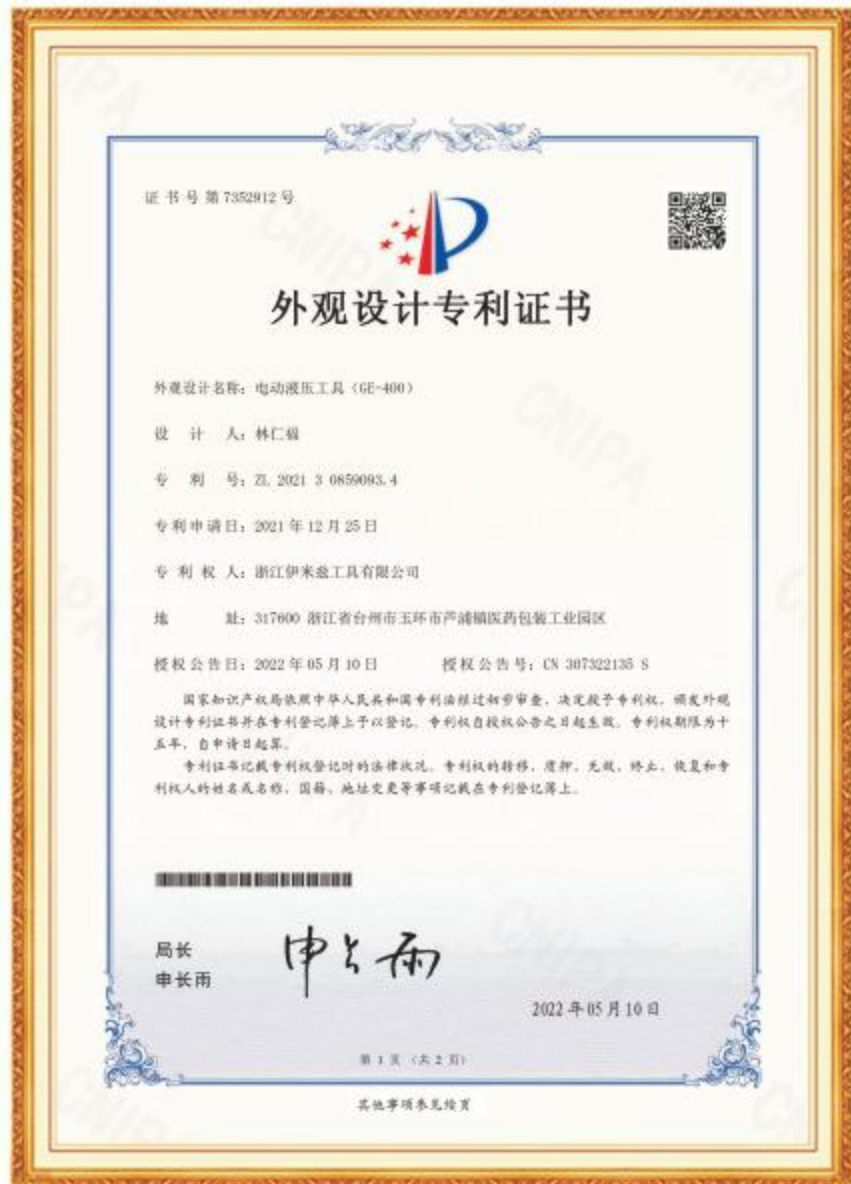 证书号第7352912号
外观设计专利证书
外观设计名称：电动液压工具（GE-400）
设计人：林仁福
专利号：ZL 2021 3 0859093.4
专利申请日：2021年12月25日
专利权人：浙江伊米盈工具有限公司
地址：317600 浙江省台州市玉环市芦浦镇医药包装工业园区
授权公告日：2022年05月10日 授权公告号：CN 307322135 S
国家知识产权局依照中华人民共和国专利法经过初步审查，决定授予专利权，颁发外观
设计专利证书并在专利登记簿上予以登记。专利权自授权公告之日起生效。专利权期限为十
五年，自申请日起算。
专利证书记载专利权登记时的法律状况。专利权的转移、质押、无效、终止、恢复和专
利权人的姓名或名称、国籍、地址变更等事项记载在专利登记簿上。
局长
申长雨
申长雨
2022年05月10日
第 1 页 （共 2 页）
其他事项参见续页
CNIPA
CNIPA
CNIPA
CNIPA